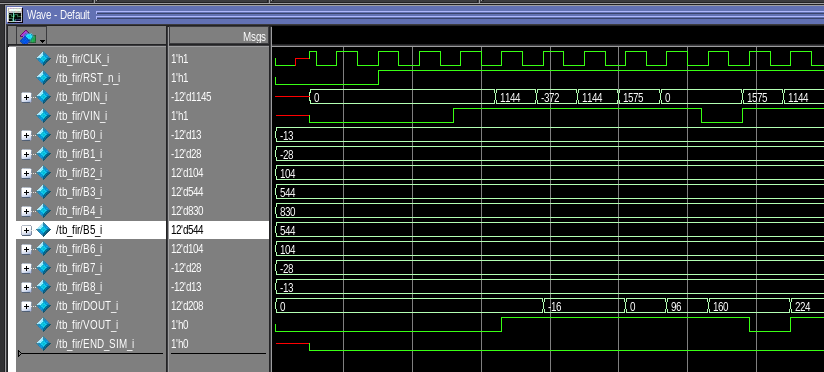 Wave - Default
Msgs
/tb_fir/CLK_i 1'h1
/tb_fir/RST_n_i 1'h1
/tb_fir/DIN_i -12'd1145 0 1144 -372 1144 1575 0 1575 1144
/tb_fir/VIN_i 1'h1
/tb_fir/B0_i -12'd13 -13
/tb_fir/B1_i -12'd28 -28
/tb_fir/B2_i 12'd104 104
/tb_fir/B3_i 12'd544 544
/tb_fir/B4_i 12'd830 830
/tb_fir/B5_i 12'd544 544
/tb_fir/B6_i 12'd104 104
/tb_fir/B7_i -12'd28 -28
/tb_fir/B8_i -12'd13 -13
/tb_fir/DOUT_i 12'd208 0 -16 0 96 160 224
/tb_fir/VOUT_i 1'h0
/tb_fir/END_SIM_i 1'h0